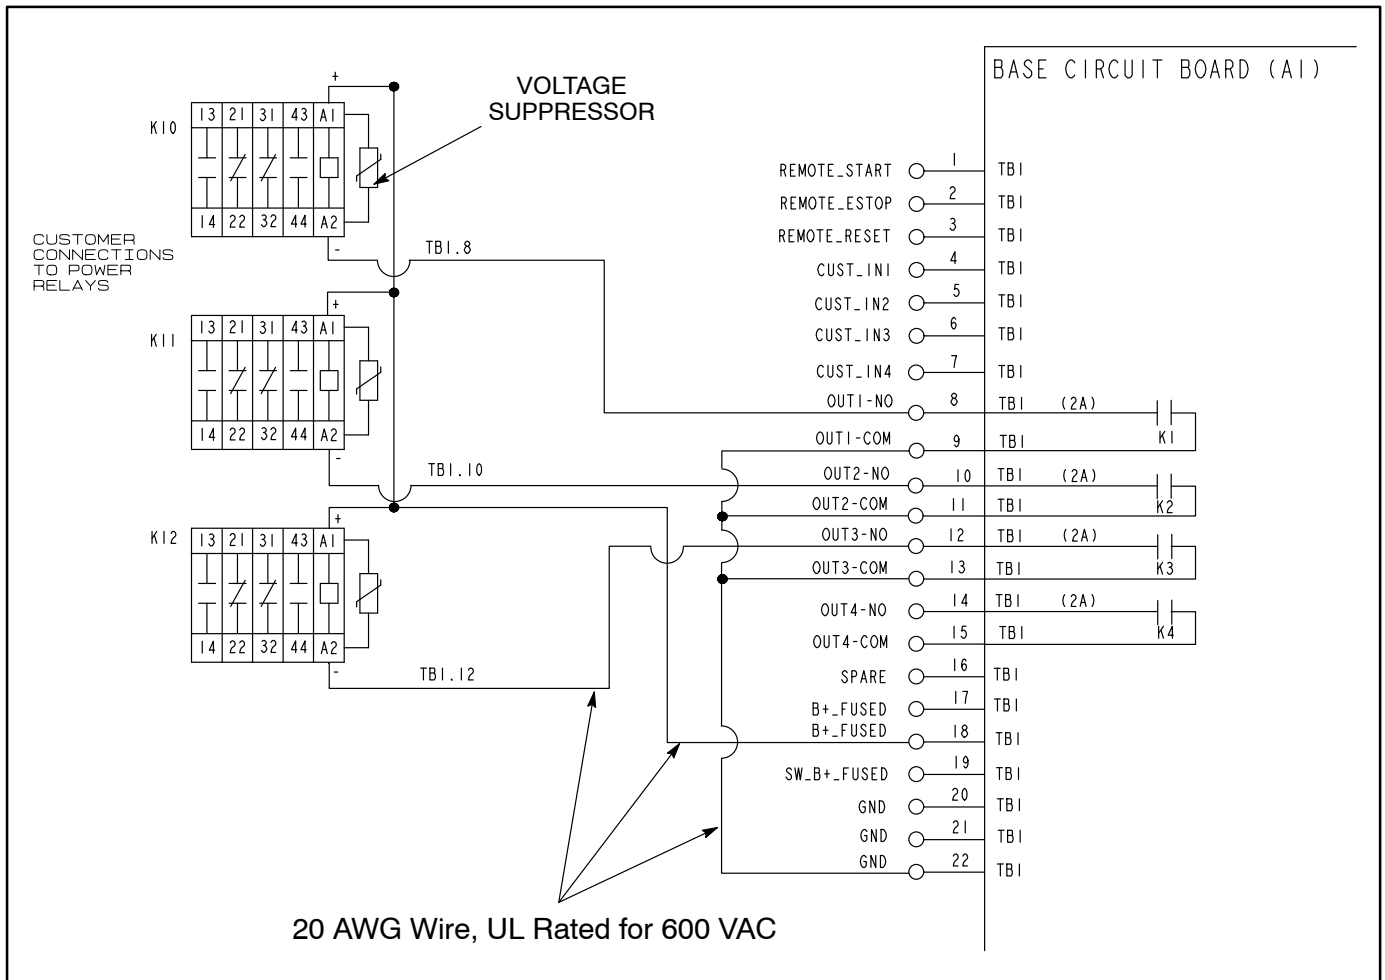 BASE CIRCUIT BOARD (A1)
VOLTAGE
SUPPRESSOR
CUSTOMER
CONNECTIONS
TO POWER
RELAYS
K10
+
13 21 31 43 A1
14 22 32 44 A2
-
TB1.8
K11
+
13 21 31 43 A1
14 22 32 44 A2
-
TB1.10
K12
+
13 21 31 43 A1
14 22 32 44 A2
-
TB1.12
REMOTE_START 1 TB1
REMOTE_ESTOP 2 TB1
REMOTE_RESET 3 TB1
CUST_IN1 4 TB1
CUST_IN2 5 TB1
CUST_IN3 6 TB1
CUST_IN4 7 TB1
OUT1-NO 8 TB1 (2A)
OUT1-COM 9 TB1 K1
OUT2-NO 10 TB1 (2A)
OUT2-COM 11 TB1 K2
OUT3-NO 12 TB1 (2A)
OUT3-COM 13 TB1 K3
OUT4-NO 14 TB1 (2A)
OUT4-COM 15 TB1 K4
SPARE 16 TB1
B+_FUSED 17 TB1
B+_FUSED 18 TB1
SW_B+_FUSED 19 TB1
GND 20 TB1
GND 21 TB1
GND 22 TB1
20 AWG Wire, UL Rated for 600 VAC